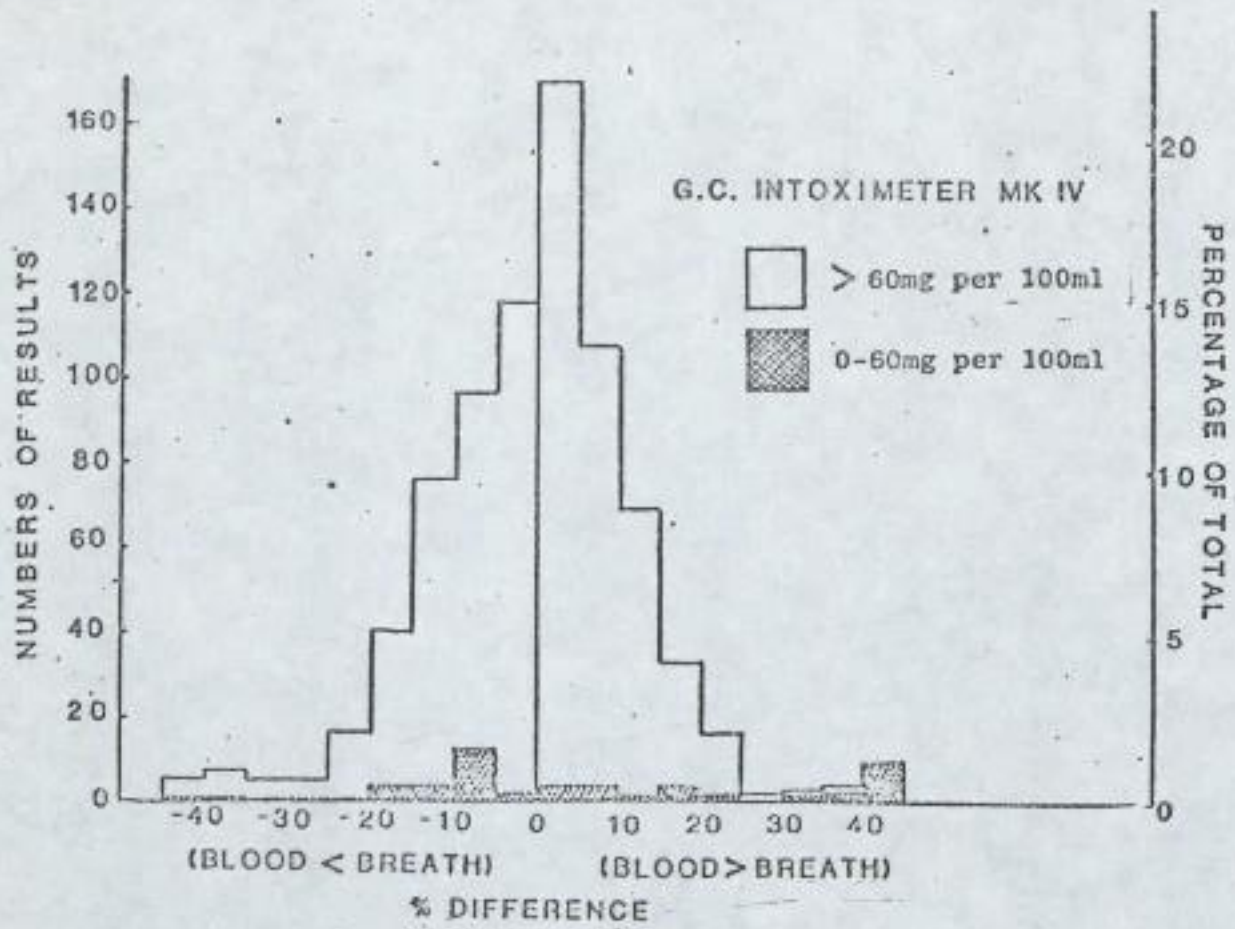 NUMBERS OF RESULTS
160
140
120
100
80
60
40
20
0
G.C. INTOXIMETER MK IV
> 60mg per 100ml
0-60mg per 100ml
20
15
10
5
0
PERCENTAGE OF TOTAL
-40 -30 -20 -10 0 10 20 30 40
(BLOOD < BREATH) (BLOOD > BREATH)
% DIFFERENCE